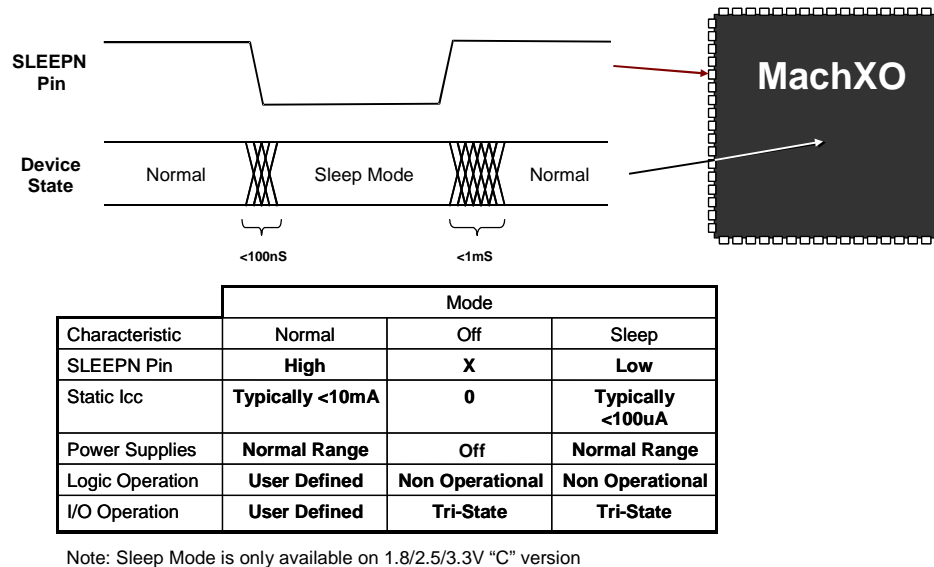 SLEEPN
Pin
MachXO
Device
State
Normal
Sleep Mode
Normal
<100nS
<1mS
Mode
Characteristic Normal Off Sleep
SLEEPN Pin High X Low
Static Icc Typically <10mA 0 Typically
<100uA
Power Supplies Normal Range Off Normal Range
Logic Operation User Defined Non Operational Non Operational
I/O Operation User Defined Tri-State Tri-State
Note: Sleep Mode is only available on 1.8/2.5/3.3V “C” version